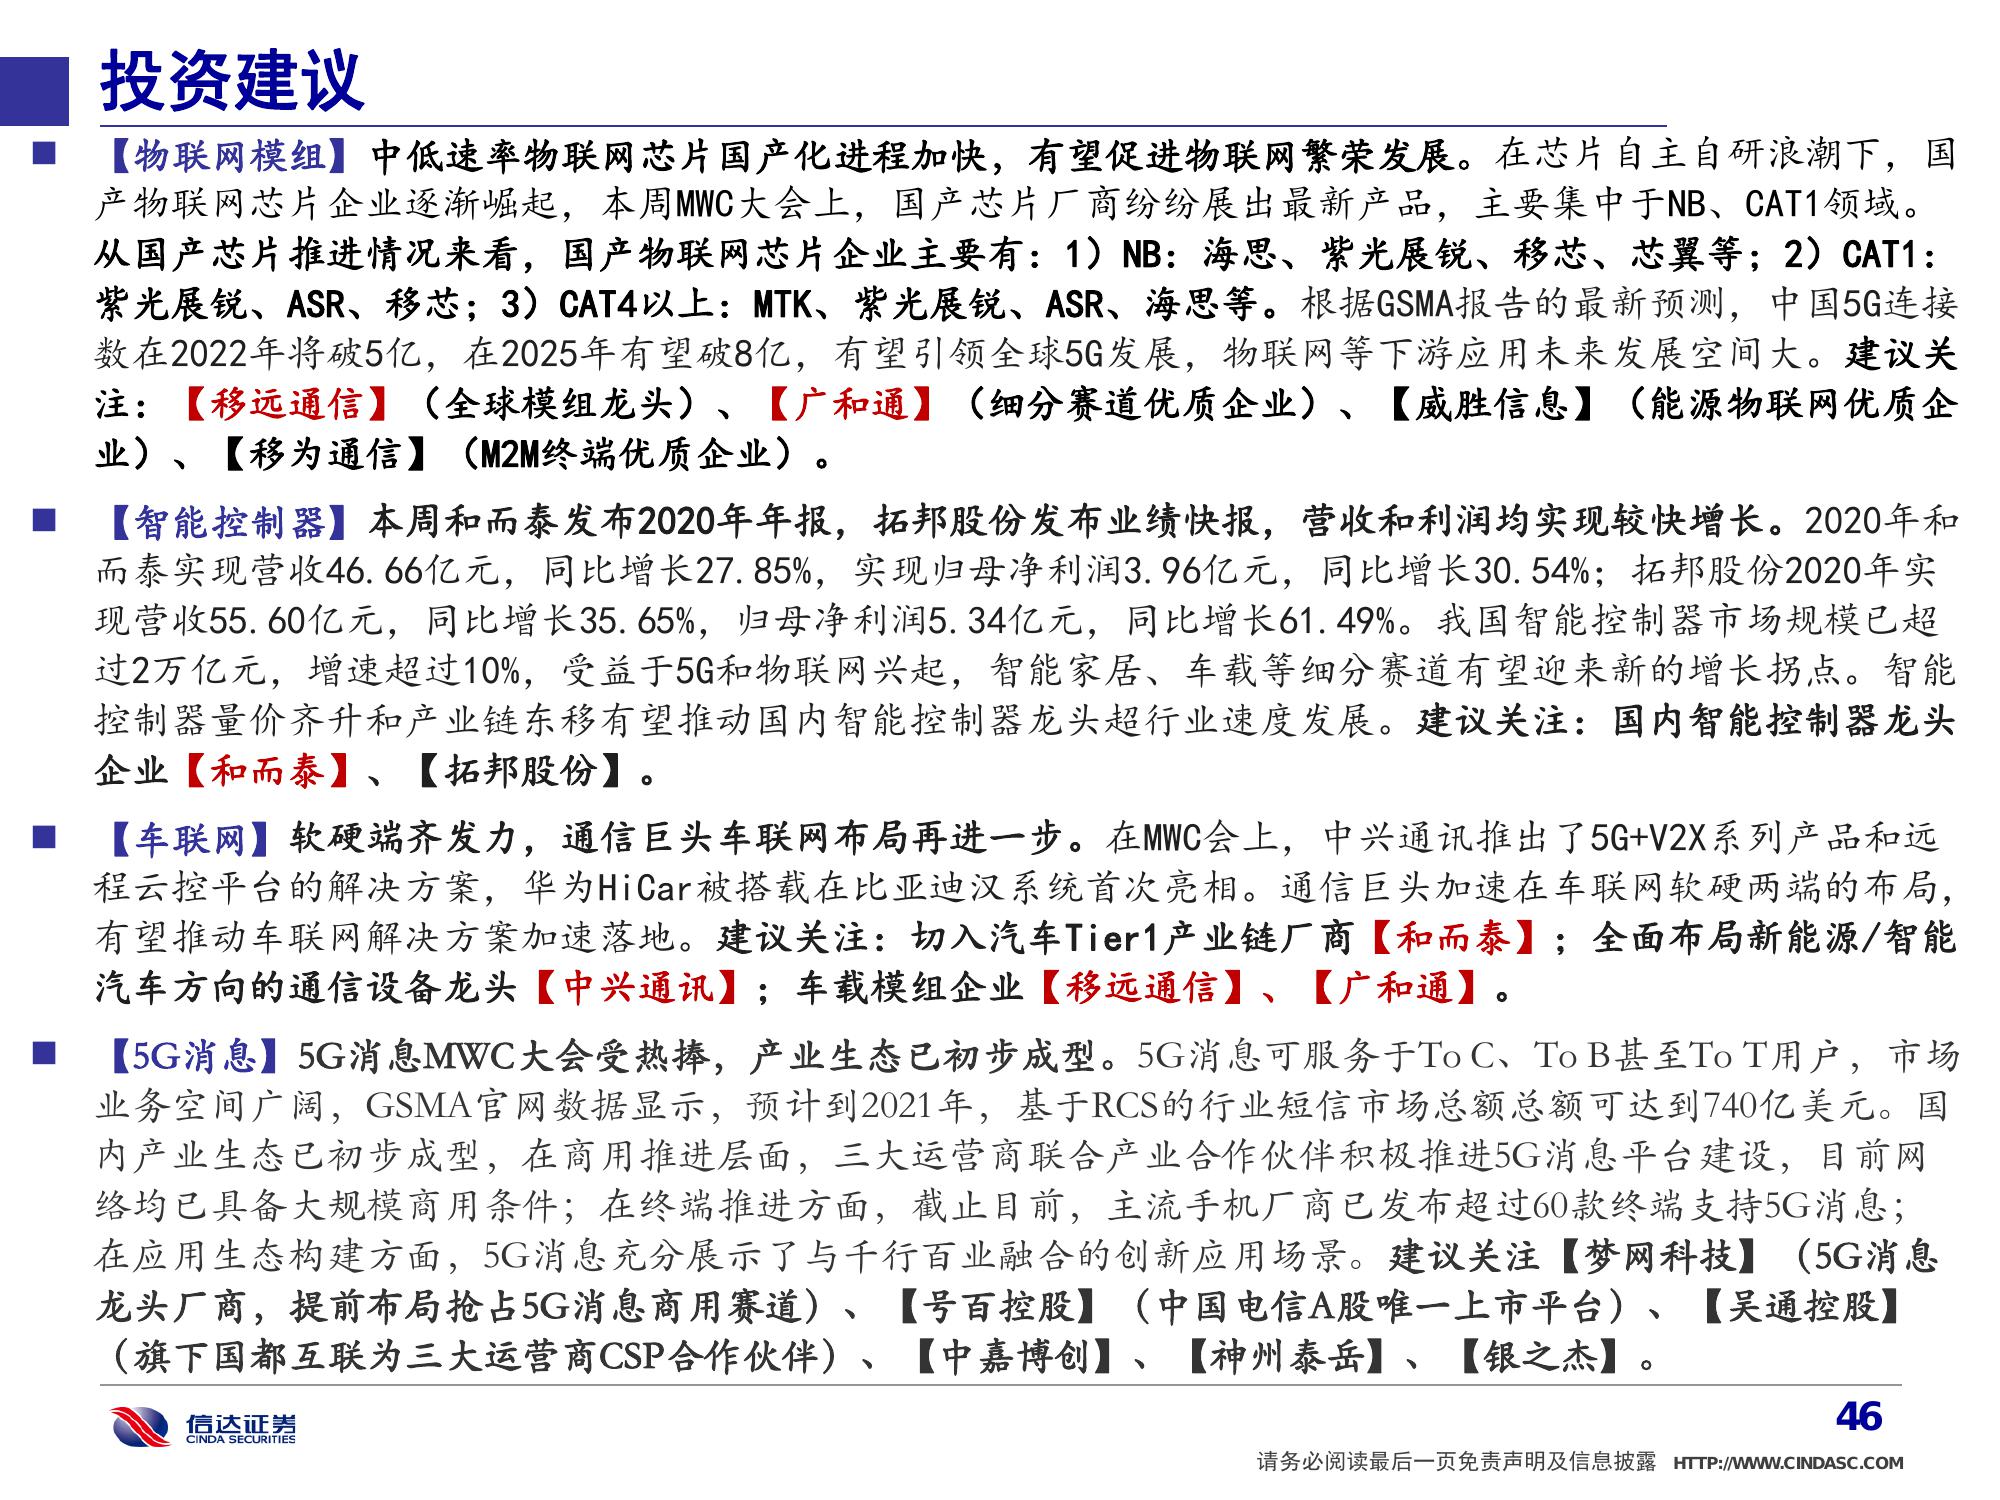 投资建议
【物联网模组】中低速率物联网芯片国产化进程加快，有望促进物联网繁荣发展。在芯片自主自研浪潮下，国
产物联网芯片企业逐渐崛起，本周MWC大会上，国产芯片厂商纷纷展出最新产品，主要集中于NB、CAT1领域。
从国产芯片推进情况来看，国产物联网芯片企业主要有：1）NB：海思、紫光展锐、移芯、芯翼等；2）CAT1：
紫光展锐、ASR、移芯；3）CAT4以上：MTK、紫光展锐、ASR、海思等。根据GSMA报告的最新预测，中国5G连接
数在2022年将破5亿，在2025年有望破8亿，有望引领全球5G发展，物联网等下游应用未来发展空间大。建议关
注：【移远通信】（全球模组龙头）、【广和通】（细分赛道优质企业）、【威胜信息】（能源物联网优质企
业）、【移为通信】（M2M终端优质企业）。
【智能控制器】本周和而泰发布2020年年报，拓邦股份发布业绩快报，营收和利润均实现较快增长。2020年和
而泰实现营收46.66亿元，同比增长27.85%，实现归母净利润3.96亿元，同比增长30.54%；拓邦股份2020年实
现营收55.60亿元，同比增长35.65%，归母净利润5.34亿元，同比增长61.49%。我国智能控制器市场规模已超
过2万亿元，增速超过10%，受益于5G和物联网兴起，智能家居、车载等细分赛道有望迎来新的增长拐点。智能
控制器量价齐升和产业链东移有望推动国内智能控制器龙头超行业速度发展。建议关注：国内智能控制器龙头
企业【和而泰】、【拓邦股份】。
【车联网】软硬端齐发力，通信巨头车联网布局再进一步。在MWC会上，中兴通讯推出了5G+V2X系列产品和远
程云控平台的解决方案，华为HiCar被搭载在比亚迪汉系统首次亮相。通信巨头加速在车联网软硬两端的布局，
有望推动车联网解决方案加速落地。建议关注：切入汽车Tier1产业链厂商【和而泰】；全面布局新能源/智能
汽车方向的通信设备龙头【中兴通讯】；车载模组企业【移远通信】、【广和通】。
【5G消息】5G消息MWC大会受热捧，产业生态已初步成型。5G消息可服务于To C、To B甚至To T用户，市场
业务空间广阔，GSMA官网数据显示，预计到2021年，基于RCS的行业短信市场总额总额可达到740亿美元。国
内产业生态已初步成型，在商用推进层面，三大运营商联合产业合作伙伴积极推进5G消息平台建设，目前网
络均已具备大规模商用条件；在终端推进方面，截止目前，主流手机厂商已发布超过60款终端支持5G消息；
在应用生态构建方面，5G消息充分展示了与千行百业融合的创新应用场景。建议关注【梦网科技】（5G消息
龙头厂商，提前布局抢占5G消息商用赛道）、【号百控股】（中国电信A股唯一上市平台）、【吴通控股】
（旗下国都互联为三大运营商CSP合作伙伴）、【中嘉博创】、【神州泰岳】、【银之杰】。
信达证券
CINDA SECURITIES
46
请务必阅读最后一页免责声明及信息披露 HTTP://WWW.CINDASC.COM